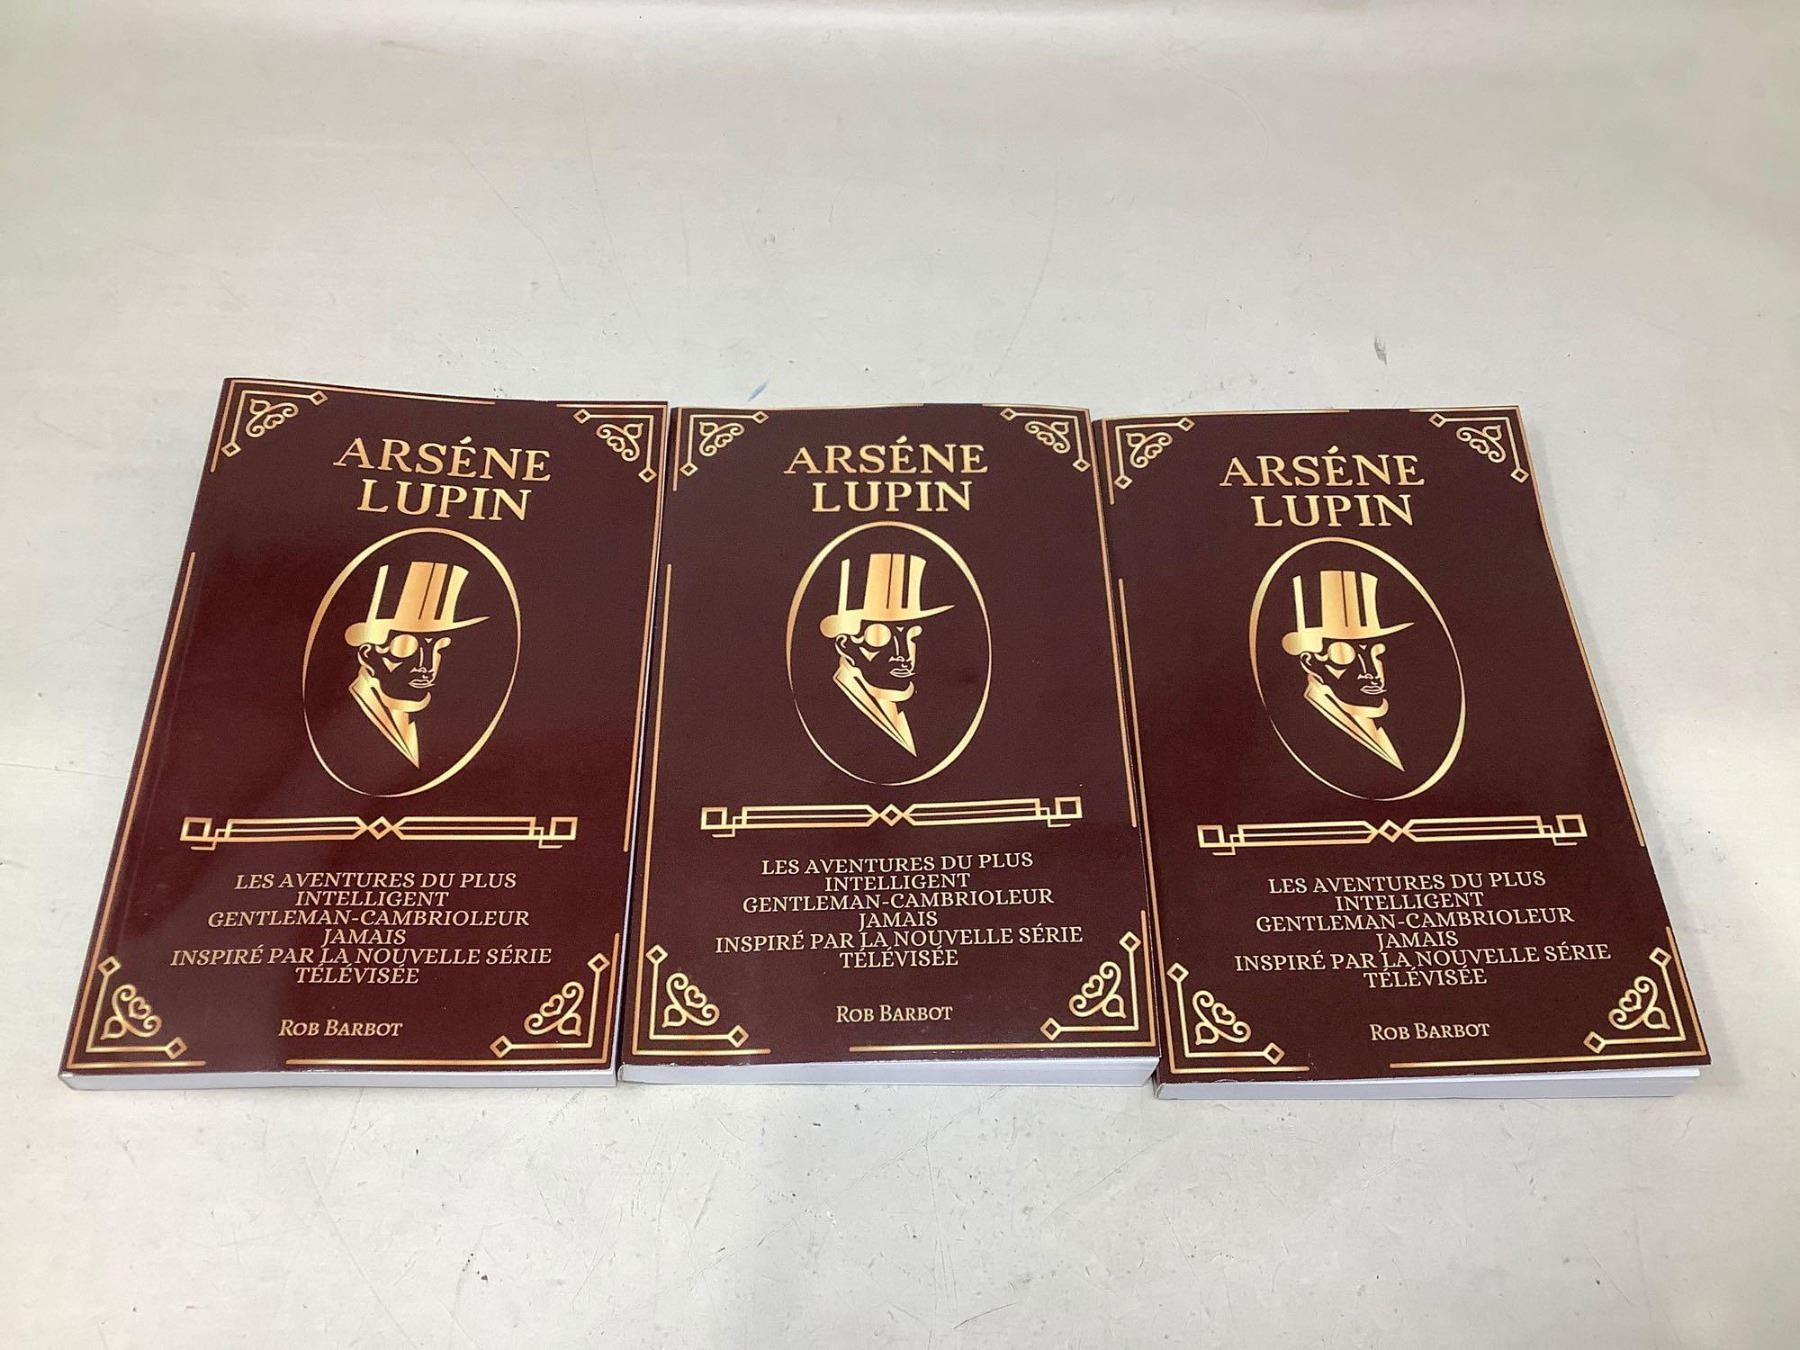 ARSÉNE
LUPIN
LES AVENTURES DU PLUS
INTELLIGENT
GENTLEMAN-CAMBRIOLEUR
JAMAIS
INSPIRÉ PAR LA NOUVELLE SÉRIE
TÉLÉVISÉE
ROB BARBOT
ARSÉNE
LUPIN
LES AVENTURES DU PLUS
INTELLIGENT
GENTLEMAN-CAMBRIOLEUR
JAMAIS
INSPIRÉ PAR LA NOUVELLE SÉRIE
TÉLÉVISÉE
ROB BARBOT
ARSÉNE
LUPIN
LES AVENTURES DU PLUS
INTELLIGENT
GENTLEMAN-CAMBRIOLEUR
JAMAIS
INSPIRÉ PAR LA NOUVELLE SÉRIE
TÉLÉVISÉE
ROB BARBOT